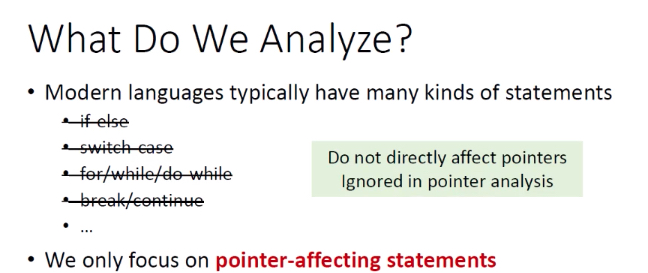 What Do We Analyze?
• Modern languages typically have many kinds of statements
• if-else
• switch-case
• for/while/do-while
• break/continue
• ...
Do not directly affect pointers
Ignored in pointer analysis
• We only focus on pointer-affecting statements